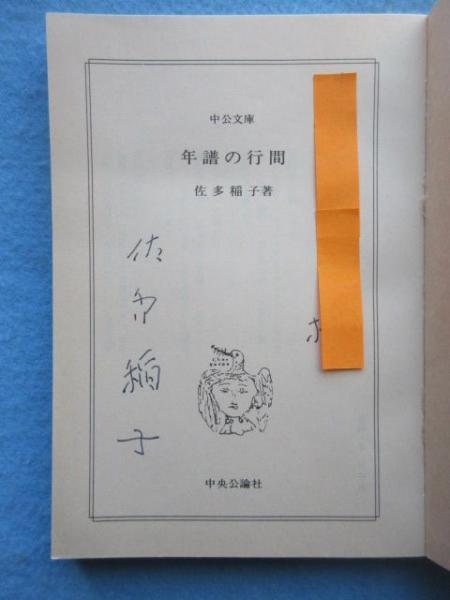 中公文庫
年譜の行間
佐多稲子著
佐多稲子
中央公論社